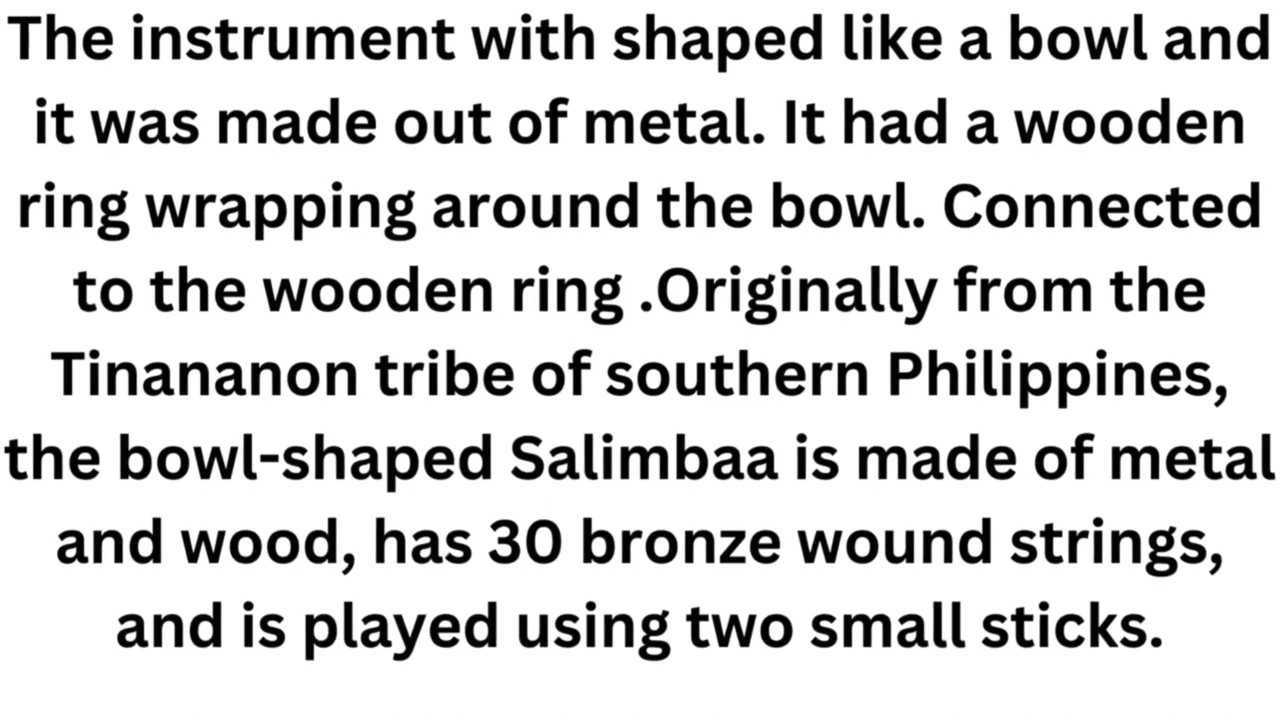 The instrument with shaped like a bowl and
it was made out of metal. It had a wooden
ring wrapping around the bowl. Connected
to the wooden ring .Originally from the
Tinananon tribe of southern Philippines,
the bowl-shaped Salimbaa is made of metal
and wood, has 30 bronze wound strings,
and is played using two small sticks.